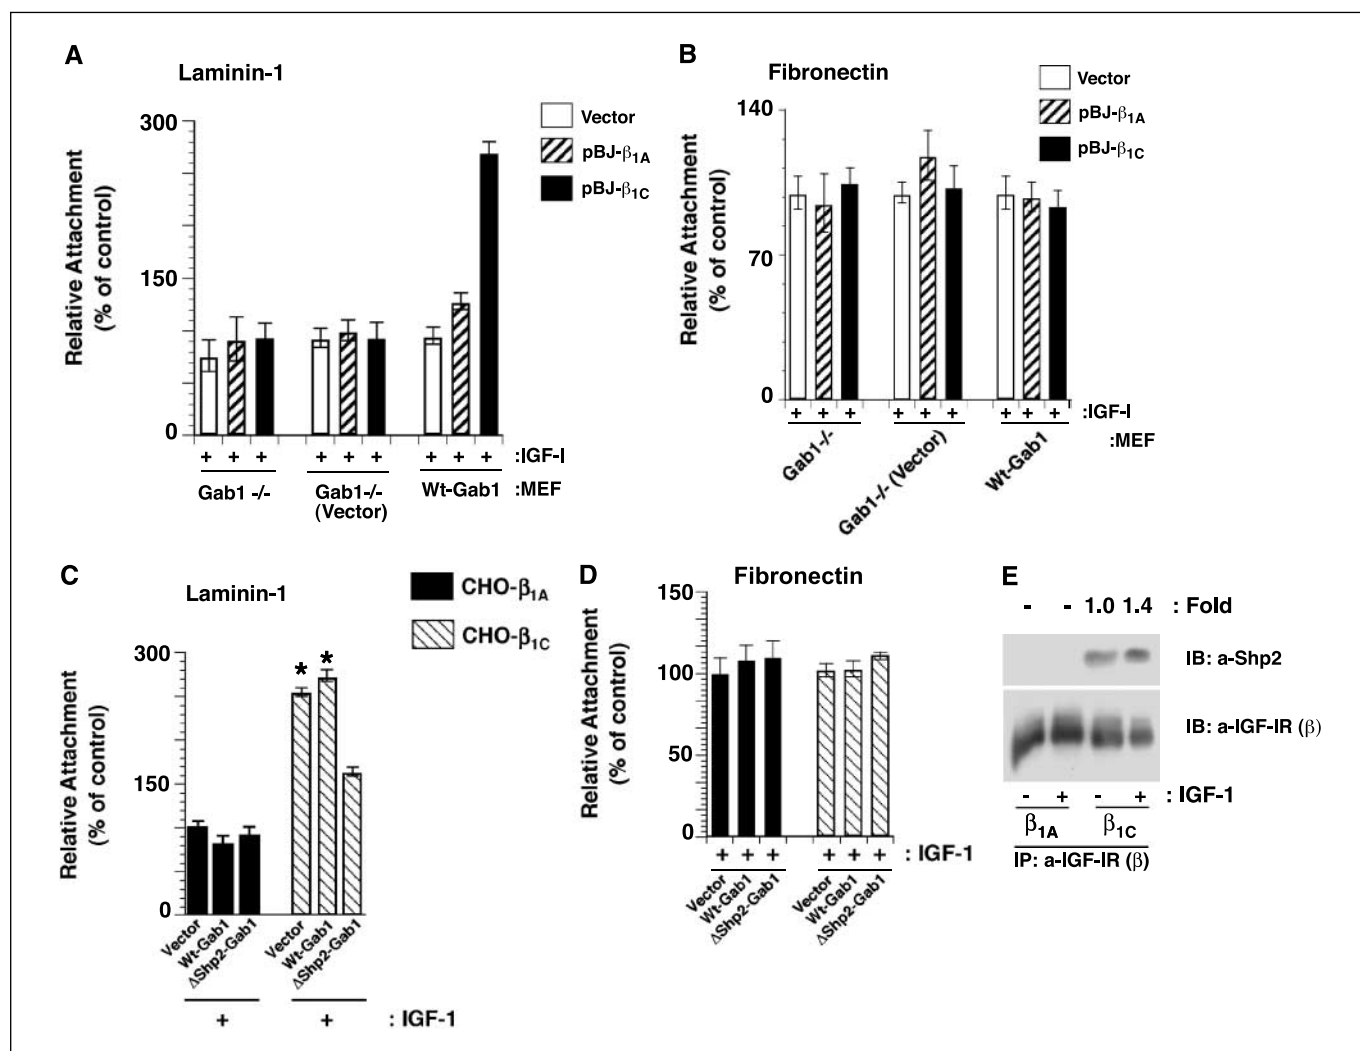 A
Laminin-1
Vector
pBJ-β1A
pBJ-β1C
Relative Attachment
(% of control)
300
150
0
+ + + + + + + + + :IGF-I
Gab1 -/- Gab1-/- (Vector) Wt-Gab1 :MEF
B
Fibronectin
Vector
pBJ-β1A
pBJ-β1C
Relative Attachment
(% of control)
140
70
0
+ + + + + + + + + :IGF-I
:MEF
Gab1-/- Gab1-/- (Vector) Wt-Gab1
C
Laminin-1
CHO-β1A
CHO-β1C
Relative Attachment
(% of control)
300
150
0
* *
Vector Wt-Gab1 ΔShp2-Gab1 Vector Wt-Gab1 ΔShp2-Gab1
+ + : IGF-1
D
Fibronectin
Relative Attachment
(% of control)
150
100
50
0
+ + + + + + : IGF-1
Vector Wt-Gab1 ΔShp2-Gab1 Vector Wt-Gab1 ΔShp2-Gab1
E
- - 1.0 1.4 : Fold
IB: a-Shp2
IB: a-IGF-IR (β)
- + - + : IGF-1
β1A β1C
IP: a-IGF-IR (β)